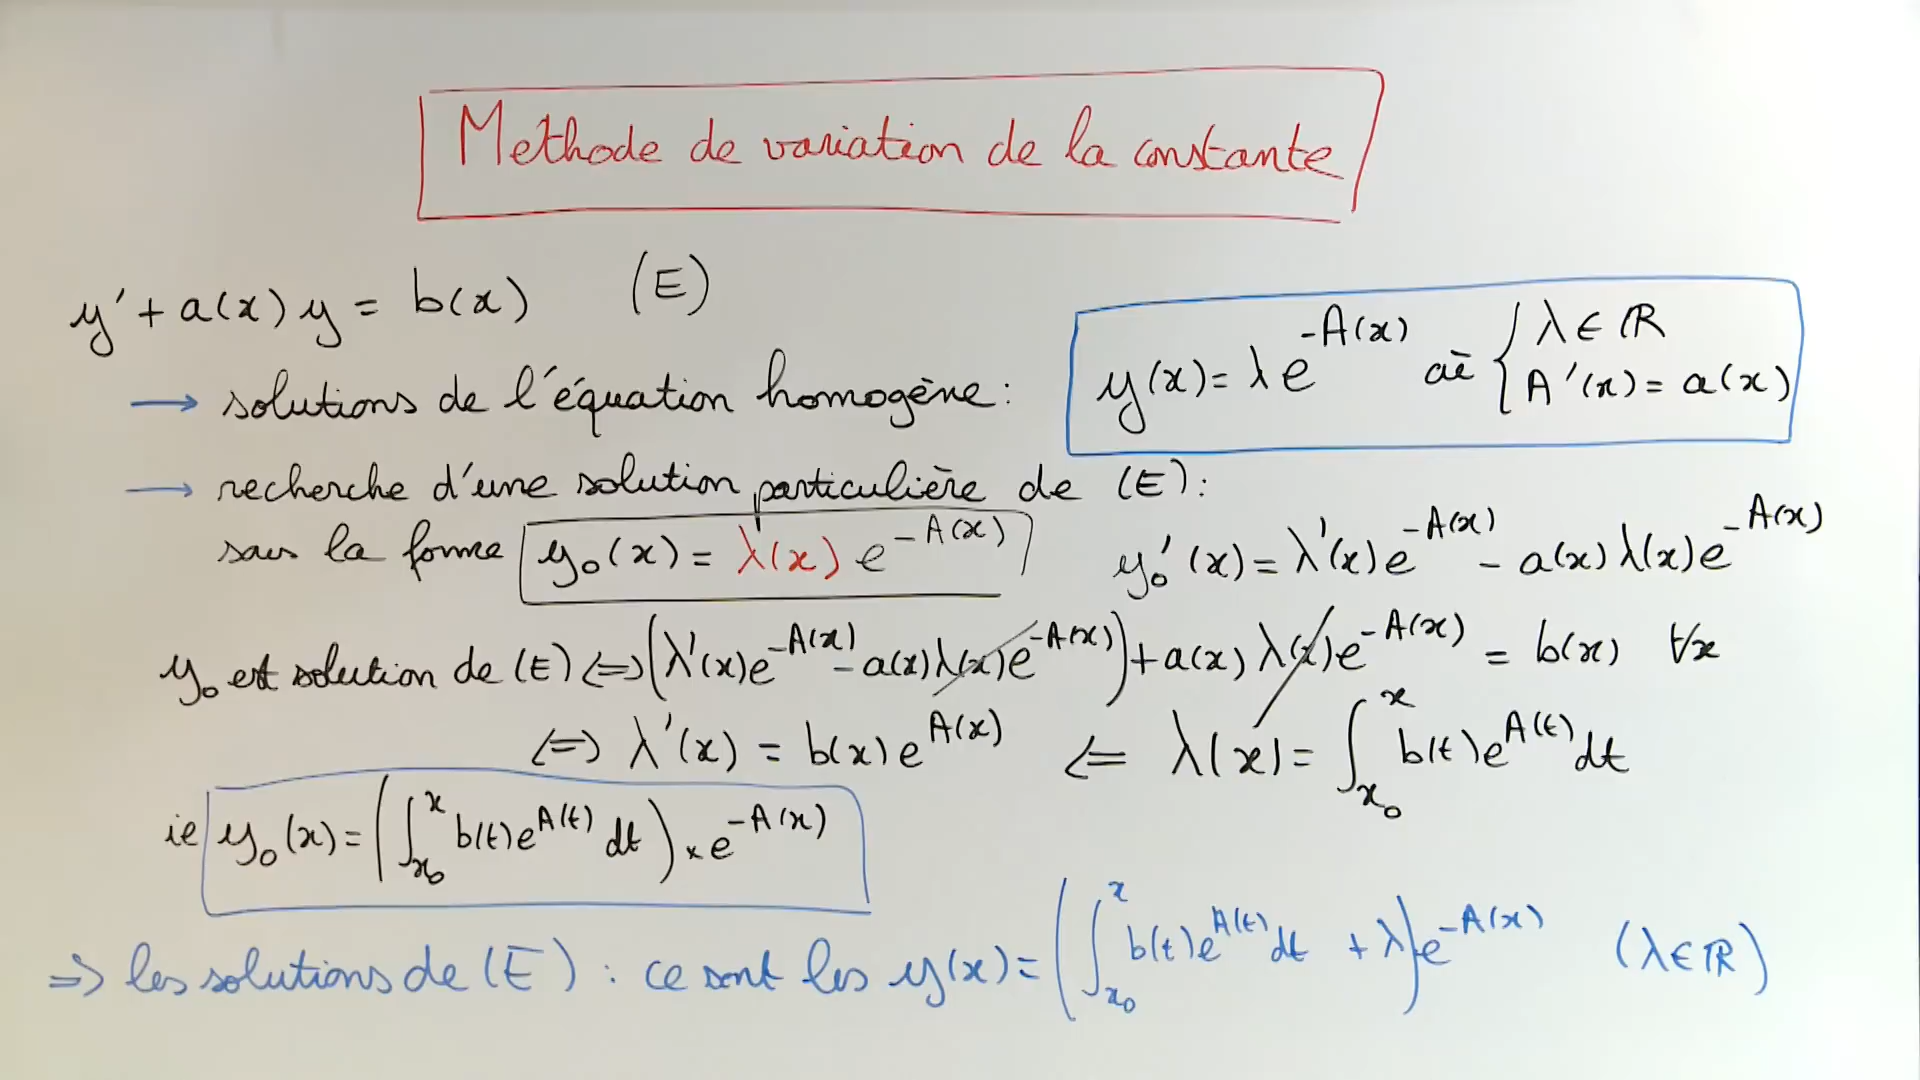 Methode de variation de la constante
y' + a(x) y = b(x) (E)
→ solutions de l'équation homogène : y(x) = λ e^{-A(x)} où { λ ∈ ℝ
A'(x) = a(x)
→ recherche d'une solution particulière de (E) :
sous la forme y₀(x) = λ(x) e^{-A(x)} y₀'(x) = λ'(x) e^{-A(x)} - a(x) λ(x) e^{-A(x)}
y₀ est solution de (E) ⇔ (λ'(x) e^{-A(x)} - a(x) λ(x) e^{-A(x)}) + a(x) λ(x) e^{-A(x)} = b(x) ∀x
⇔ λ'(x) = b(x) e^{A(x)} ⇐ λ(x) = ∫_{x₀}^{x} b(t) e^{A(t)} dt
ie y₀(x) = (∫_{x₀}^{x} b(t) e^{A(t)} dt) × e^{-A(x)}
⇒ les solutions de (E) : ce sont les y(x) = (∫_{x₀}^{x} b(t) e^{A(t)} dt + λ) e^{-A(x)} (λ ∈ ℝ)